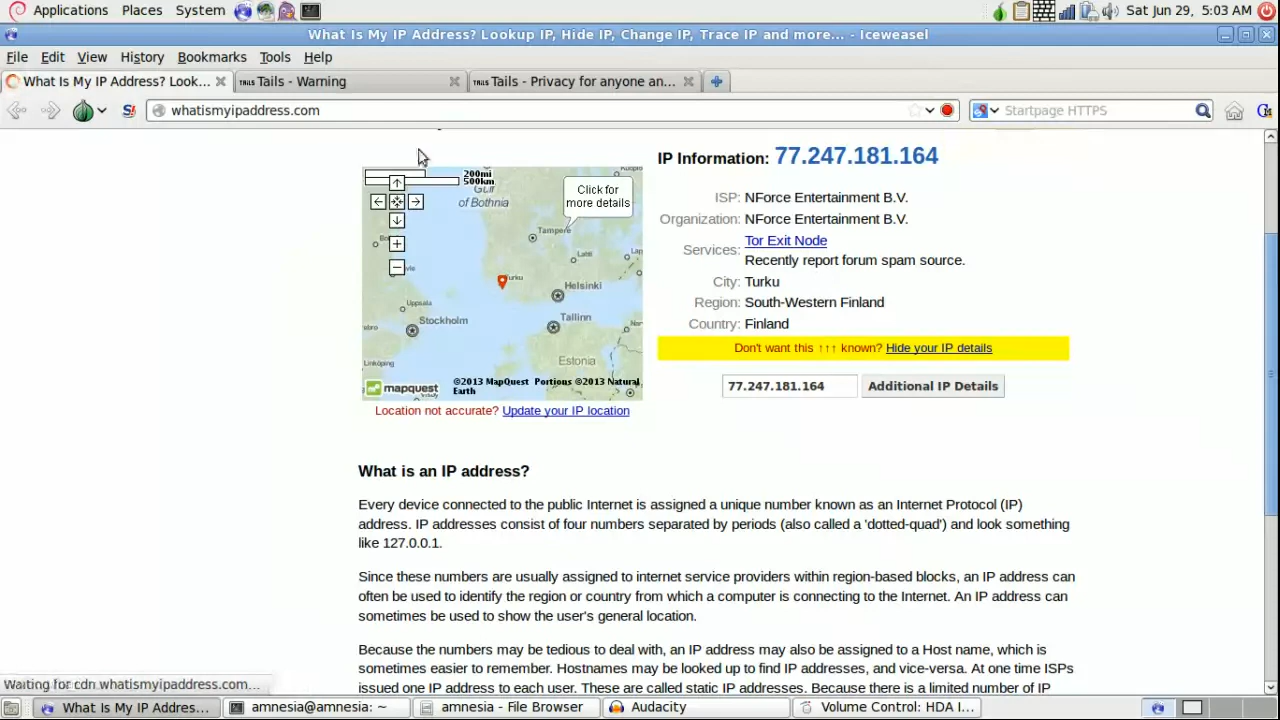 Applications Places System Sat Jun 29, 5:03 AM
What Is My IP Address? Lookup IP, Hide IP, Change IP, Trace IP and more... - Iceweasel
File Edit View History Bookmarks Tools Help
What Is My IP Address? Look... TAILS Tails - Warning TAILS Tails - Privacy for anyone an...
whatismyipaddress.com Startpage HTTPS
200mi
500km
Gulf
of Bothnia
Click for
more details
Tampere
Lahti
Turku
Helsinki
Uppsala
Stockholm
Tallinn
Estonia
Linköping
mapquest
©2013 MapQuest Portions ©2013 Natural
Earth
Location not accurate? Update your IP location
IP Information: 77.247.181.164
ISP: NForce Entertainment B.V.
Organization: NForce Entertainment B.V.
Services: Tor Exit Node
Recently report forum spam source.
City: Turku
Region: South-Western Finland
Country: Finland
Don't want this ↑↑↑ known? Hide your IP details
77.247.181.164 Additional IP Details
What is an IP address?
Every device connected to the public Internet is assigned a unique number known as an Internet Protocol (IP)
address. IP addresses consist of four numbers separated by periods (also called a 'dotted-quad') and look something
like 127.0.0.1.
Since these numbers are usually assigned to internet service providers within region-based blocks, an IP address can
often be used to identify the region or country from which a computer is connecting to the Internet. An IP address can
sometimes be used to show the user's general location.
Because the numbers may be tedious to deal with, an IP address may also be assigned to a Host name, which is
sometimes easier to remember. Hostnames may be looked up to find IP addresses, and vice-versa. At one time ISPs
issued one IP address to each user. These are called static IP addresses. Because there is a limited number of IP
Waiting for cdn.whatismyipaddress.com...
What Is My IP Addres... amnesia@amnesia: ~ amnesia - File Browser Audacity Volume Control: HDA I...